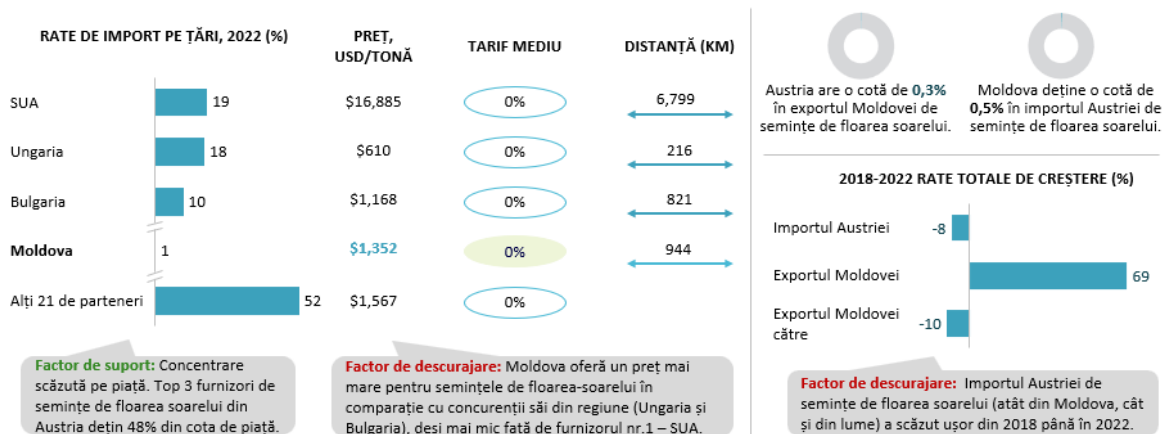 RATE DE IMPORT PE ȚĂRI, 2022 (%)
PREȚ,
USD/TONĂ
TARIF MEDIU
DISTANȚĂ (KM)
SUA
19
$16,885
0%
6,799
Ungaria
18
$610
0%
216
Bulgaria
10
$1,168
0%
821
Moldova
1
$1,352
0%
944
Alți 21 de parteneri
52
$1,567
0%
Factor de suport: Concentrare
scăzută pe piață. Top 3 furnizori de
semințe de floarea soarelui din
Austria dețin 48% din cota de piață.
Factor de descurajare: Moldova oferă un preț mai
mare pentru semințele de floarea-soarelui în
comparație cu concurenții săi din regiune (Ungaria și
Bulgaria), deși mai mic față de furnizorul nr.1 – SUA.
Austria are o cotă de 0,3%
în exportul Moldovei de
semințe de floarea soarelui.
Moldova deține o cotă de
0,5% în importul Austriei de
semințe de floarea soarelui.
2018-2022 RATE TOTALE DE CREȘTERE (%)
Importul Austriei
-8
Exportul Moldovei
69
Exportul Moldovei
către
-10
Factor de descurajare: Importul Austriei de
semințe de floarea soarelui (atât din Moldova, cât
și din lume) a scăzut ușor din 2018 până în 2022.